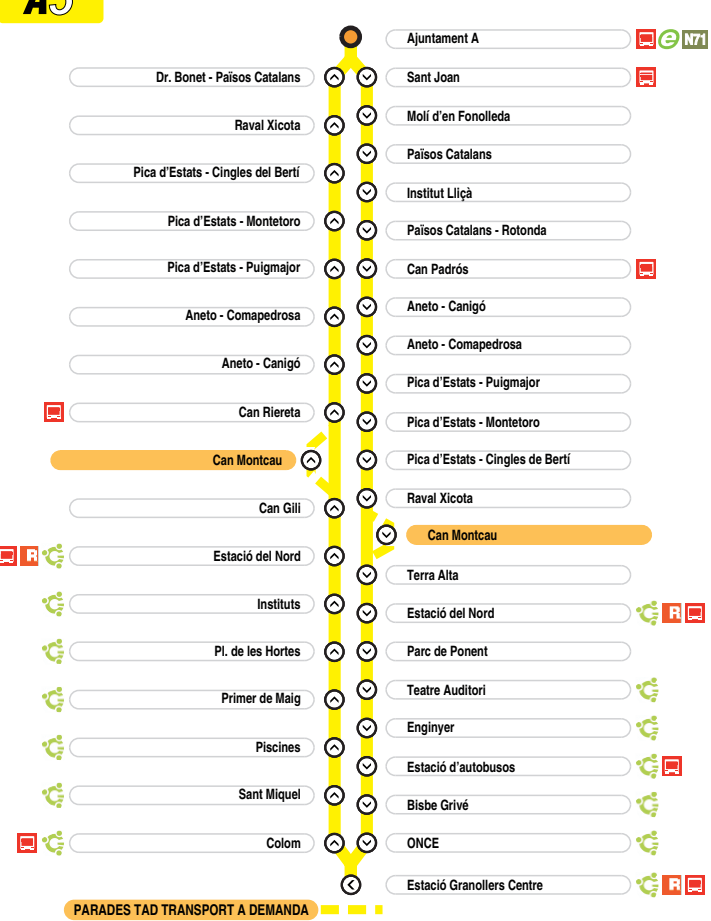 A5
Ajuntament A
N71
Dr. Bonet - Països Catalans
Sant Joan
Molí d'en Fonolleda
Raval Xicota
Països Catalans
Pica d'Estats - Cingles del Bertí
Institut Lliçà
Pica d'Estats - Montetoro
Països Catalans - Rotonda
Pica d'Estats - Puigmajor
Can Padrós
Aneto - Comapedrosa
Aneto - Canigó
Aneto - Comapedrosa
Aneto - Canigó
Pica d'Estats - Puigmajor
Can Riereta
Pica d'Estats - Montetoro
Can Montcau
Pica d'Estats - Cingles de Bertí
Can Gili
Raval Xicota
Can Montcau
R
Estació del Nord
Terra Alta
Instituts
Estació del Nord
R
Pl. de les Hortes
Parc de Ponent
Primer de Maig
Teatre Auditori
Enginyer
Piscines
Estació d'autobusos
Sant Miquel
Bisbe Grivé
Colom
ONCE
Estació Granollers Centre
R
PARADES TAD TRANSPORT A DEMANDA